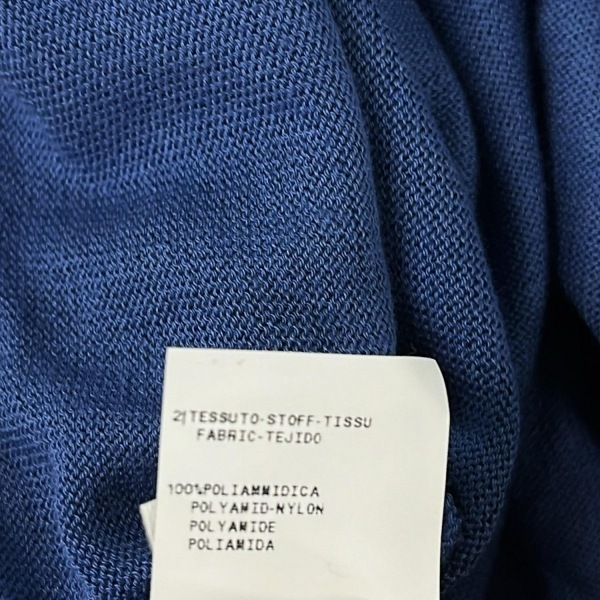 2)TESSUTO-STOFF-TISSU
FABRIC-TEJIDO
100%POLIAMMIDICA
POLYAMID-NYLON
POLYAMIDE
POLIAMIDA